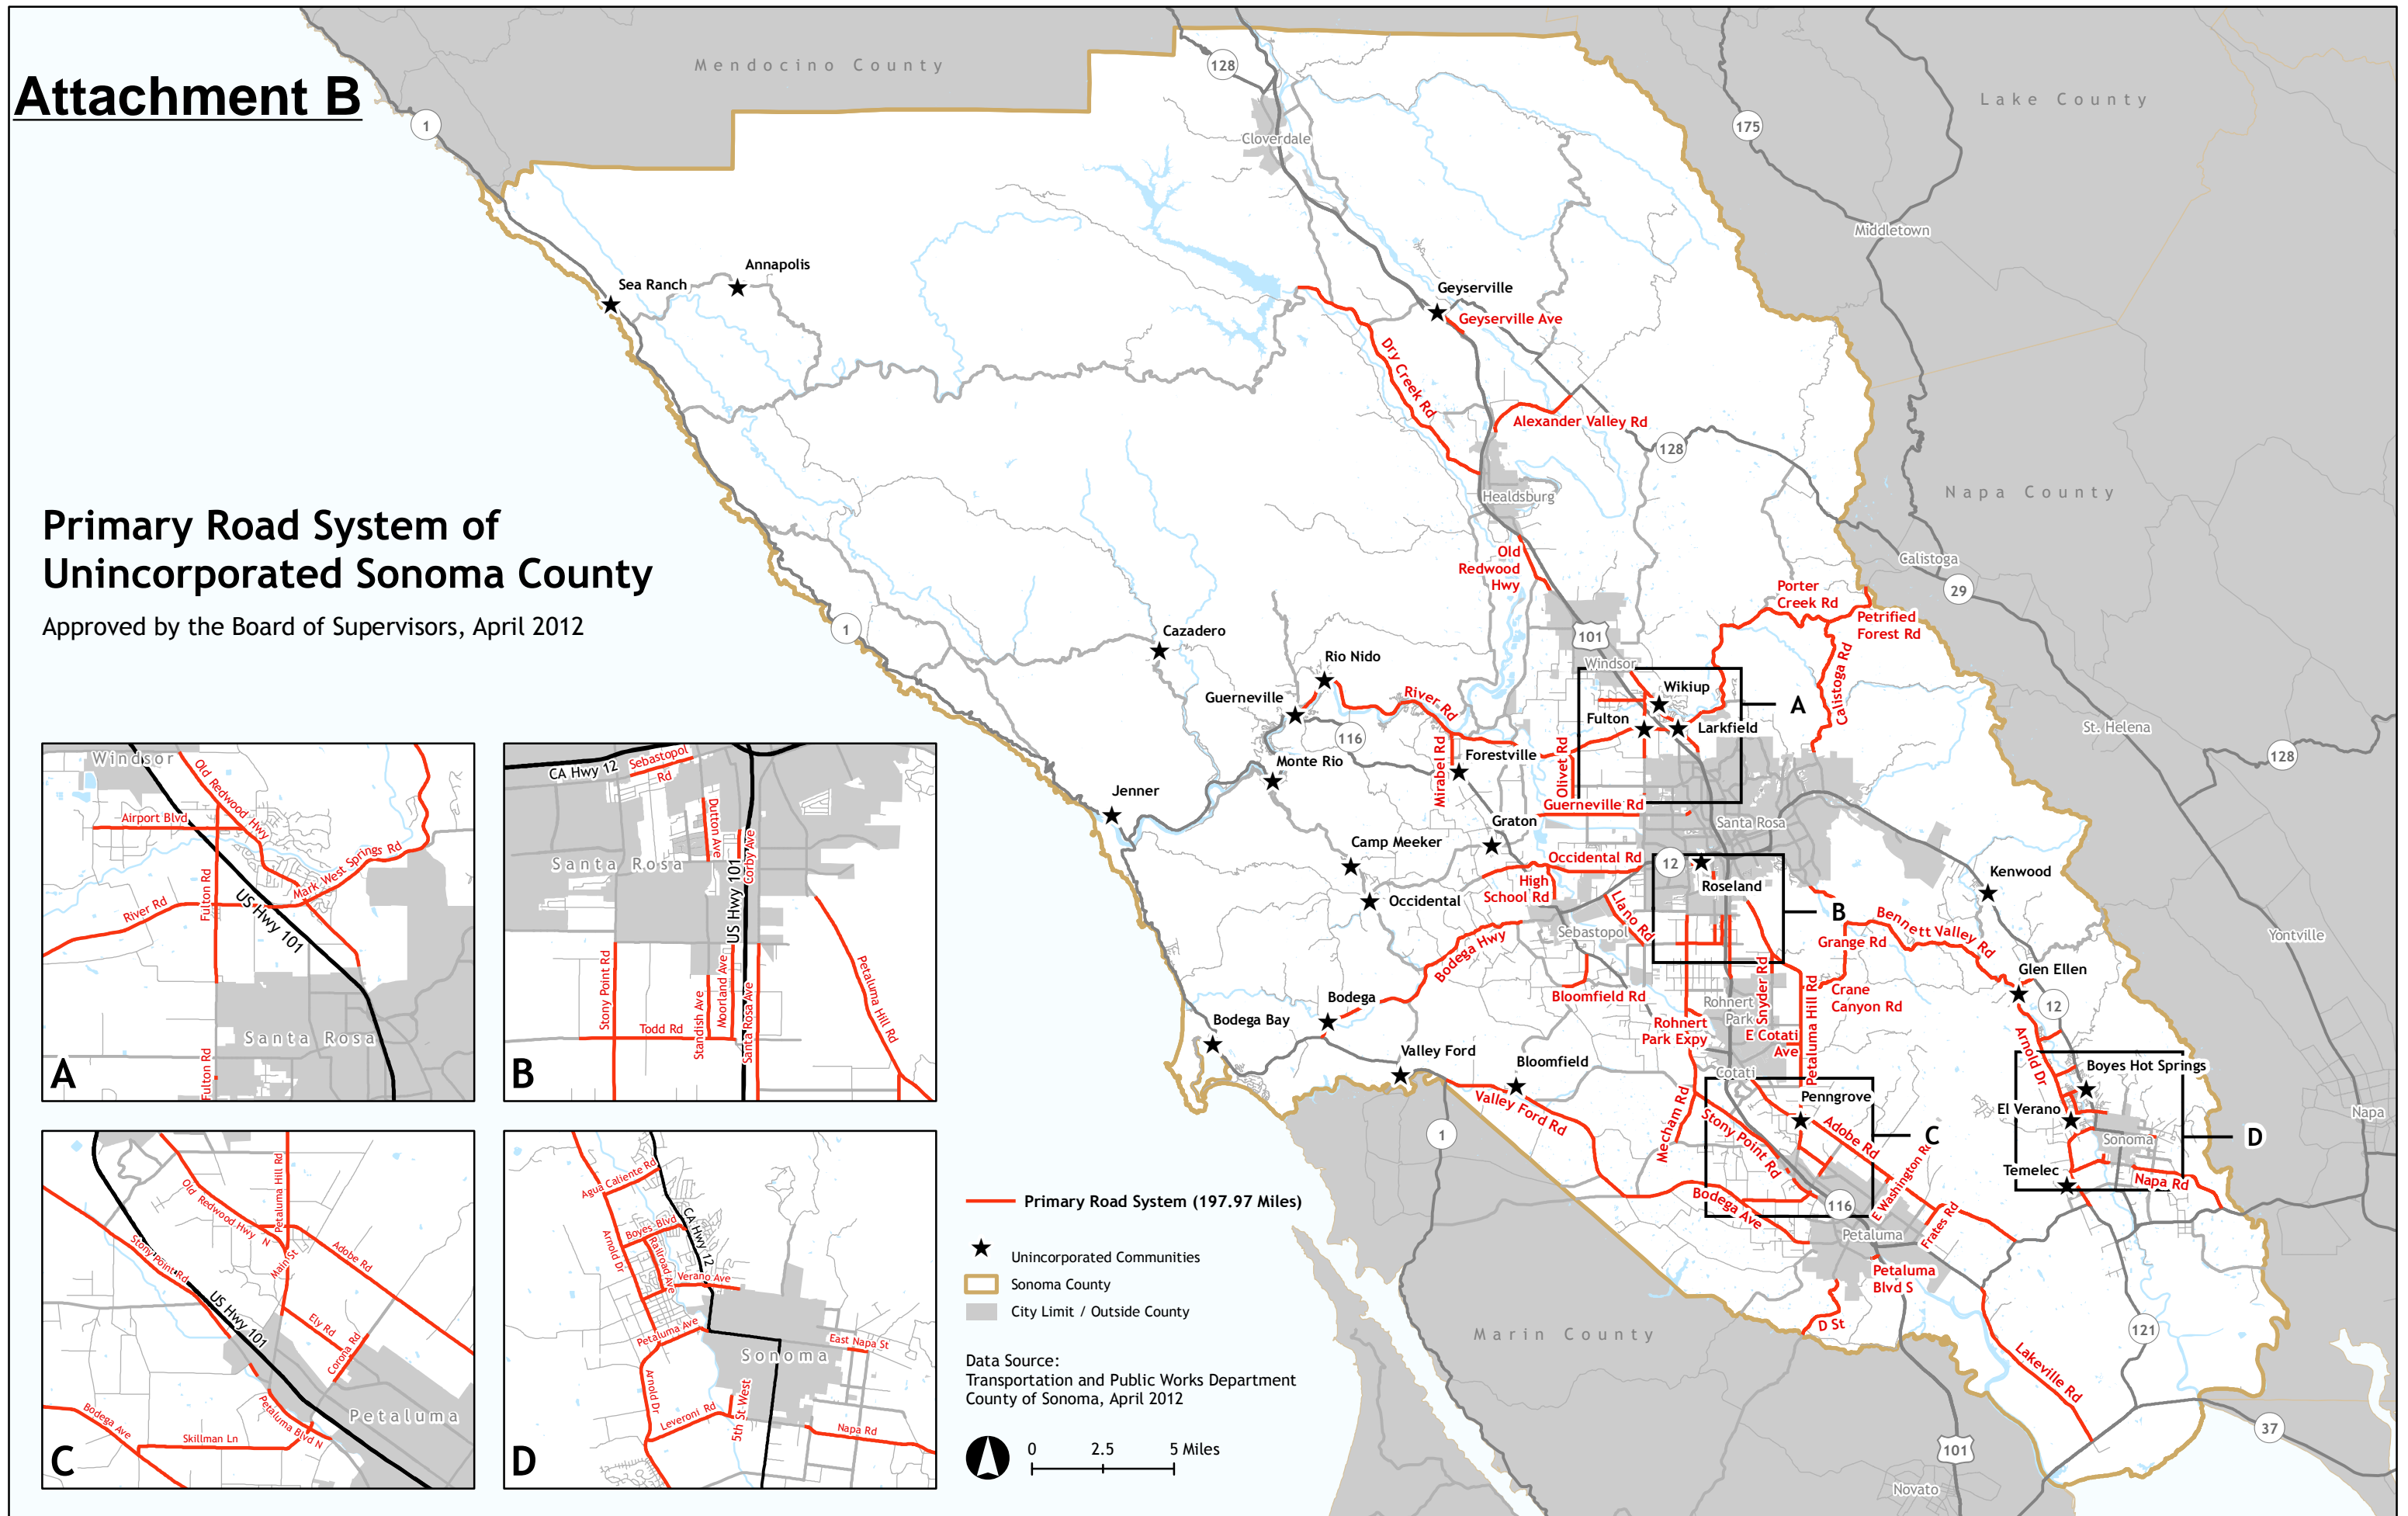 Attachment B
Primary Road System of
Unincorporated Sonoma County
Approved by the Board of Supervisors, April 2012
Mendocino County
Lake County
Napa County
Marin County
1
128
175
Cloverdale
Middletown
Annapolis
Sea Ranch
Geyserville
Geyserville Ave
Dry Creek Rd
Alexander Valley Rd
128
Healdsburg
Calistoga
29
Old
Redwood
Hwy
Porter
Creek Rd
Petrified
Forest Rd
Calistoga Rd
1
101
Cazadero
Rio Nido
Windsor
Wikiup
A
Guerneville
River Rd
Fulton
Larkfield
St. Helena
128
116
Mirabel Rd
Forestville
Olivet Rd
Monte Rio
Jenner
Guerneville Rd
Graton
Santa Rosa
Camp Meeker
Occidental Rd
12
Roseland
Kenwood
High
School Rd
Occidental
Llano Rd
B
Bennett Valley Rd
Sebastopol
Grange Rd
Yontville
Bodega Hwy
Glen Ellen
Bodega
Bloomfield Rd
Snyder Rd
Petaluma Hill Rd
Crane
Canyon Rd
12
Rohnert
Park
Bodega Bay
Rohnert
Park Expy
E Cotati
Ave
Arnold Dr
Valley Ford
Bloomfield
Cotati
Boyes Hot Springs
Valley Ford Rd
Mecham Rd
Penngrove
El Verano
Napa
1
Stony Point Rd
Adobe Rd
C
Sonoma
D
E Washington Rd
Temelec
Napa Rd
Bodega Ave
116
Frates Rd
Petaluma
Petaluma
Blvd S
D St
121
Lakeville Rd
37
101
Novato
Windsor
Old Redwood Hwy
Airport Blvd
Mark West Springs Rd
Fulton Rd
River Rd
US Hwy 101
Santa Rosa
Fulton Rd
A
CA Hwy 12
Sebastopol
Rd
Dutton Ave
Corby Ave
Santa Rosa
US Hwy 101
Stony Point Rd
Moorland Ave
Standish Ave
Santa Rosa Ave
Petaluma Hill Rd
Todd Rd
B
Petaluma Hill Rd
Old Redwood Hwy N
Stony Point Rd
Main St
Adobe Rd
US Hwy 101
Ely Rd
Corona Rd
Petaluma Blvd N
Petaluma
Bodega Ave
Skillman Ln
C
Agua Caliente Rd
CA Hwy 12
Boyes Blvd
Arnold Dr
Railroad Ave
Verano Ave
Petaluma Ave
East Napa St
Sonoma
Arnold Dr
5th St West
Leveroni Rd
Napa Rd
D
Primary Road System (197.97 Miles)
Unincorporated Communities
Sonoma County
City Limit / Outside County
Data Source:
Transportation and Public Works Department
County of Sonoma, April 2012
0 2.5 5 Miles